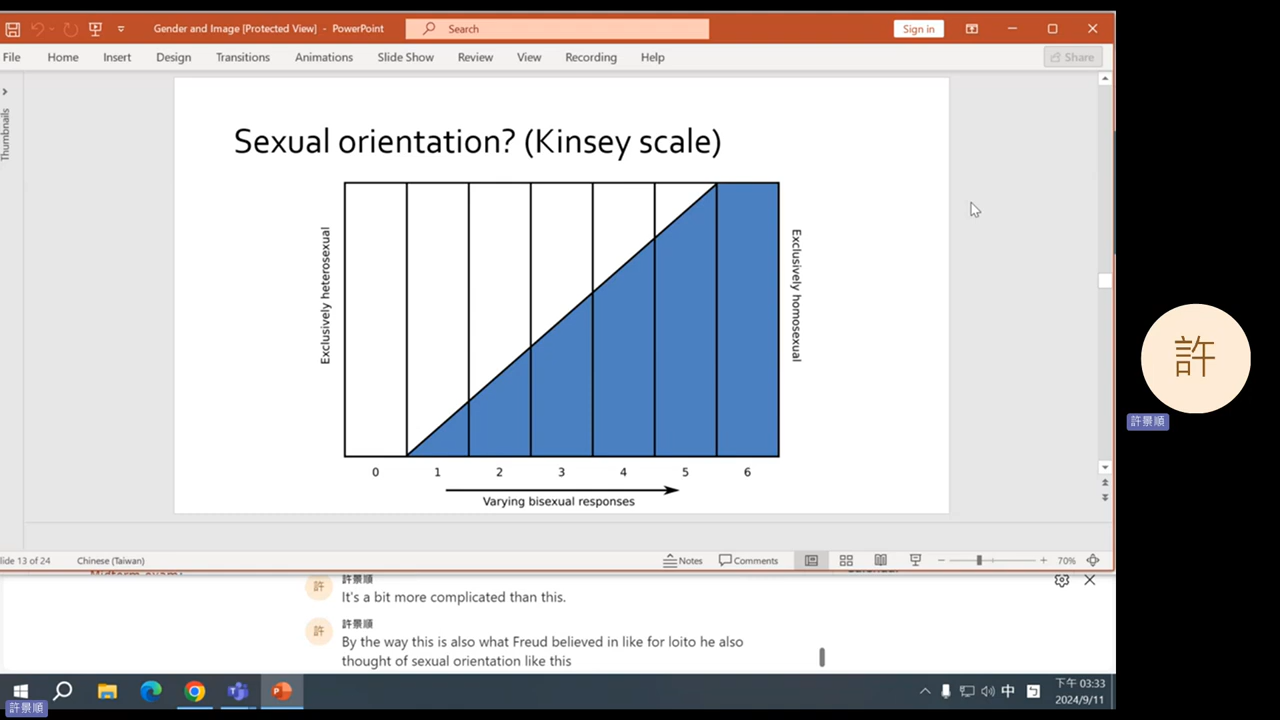 Gender and Image [Protected View] - PowerPoint
Search
Sign in
File Home Insert Design Transitions Animations Slide Show Review View Recording Help
Share
Thumbnails
Sexual orientation? (Kinsey scale)
Exclusively heterosexual
Exclusively homosexual
0 1 2 3 4 5 6
Varying bisexual responses
許
許景順
lide 13 of 24
Chinese (Taiwan)
Notes
Comments
70%
許
許景順
It's a bit more complicated than this.
許
許景順
By the way this is also what Freud believed in like for loito he also
thought of sexual orientation like this
中
下午 03:33
2024/9/11
許景順